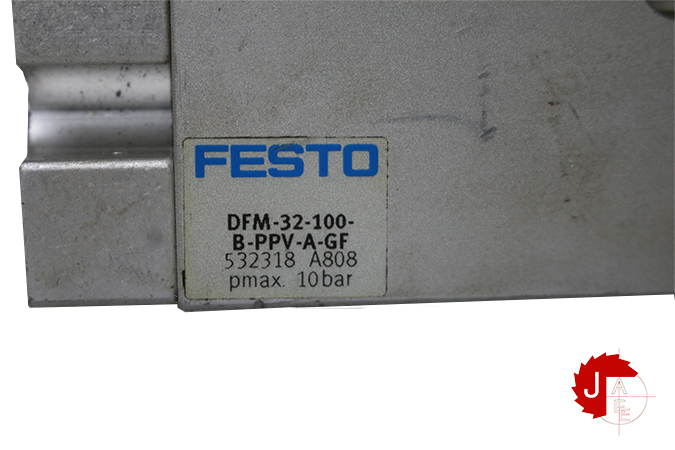 FESTO
DFM-32-100-
B-PPV-A-GF
532318 A808
pmax. 10bar
J